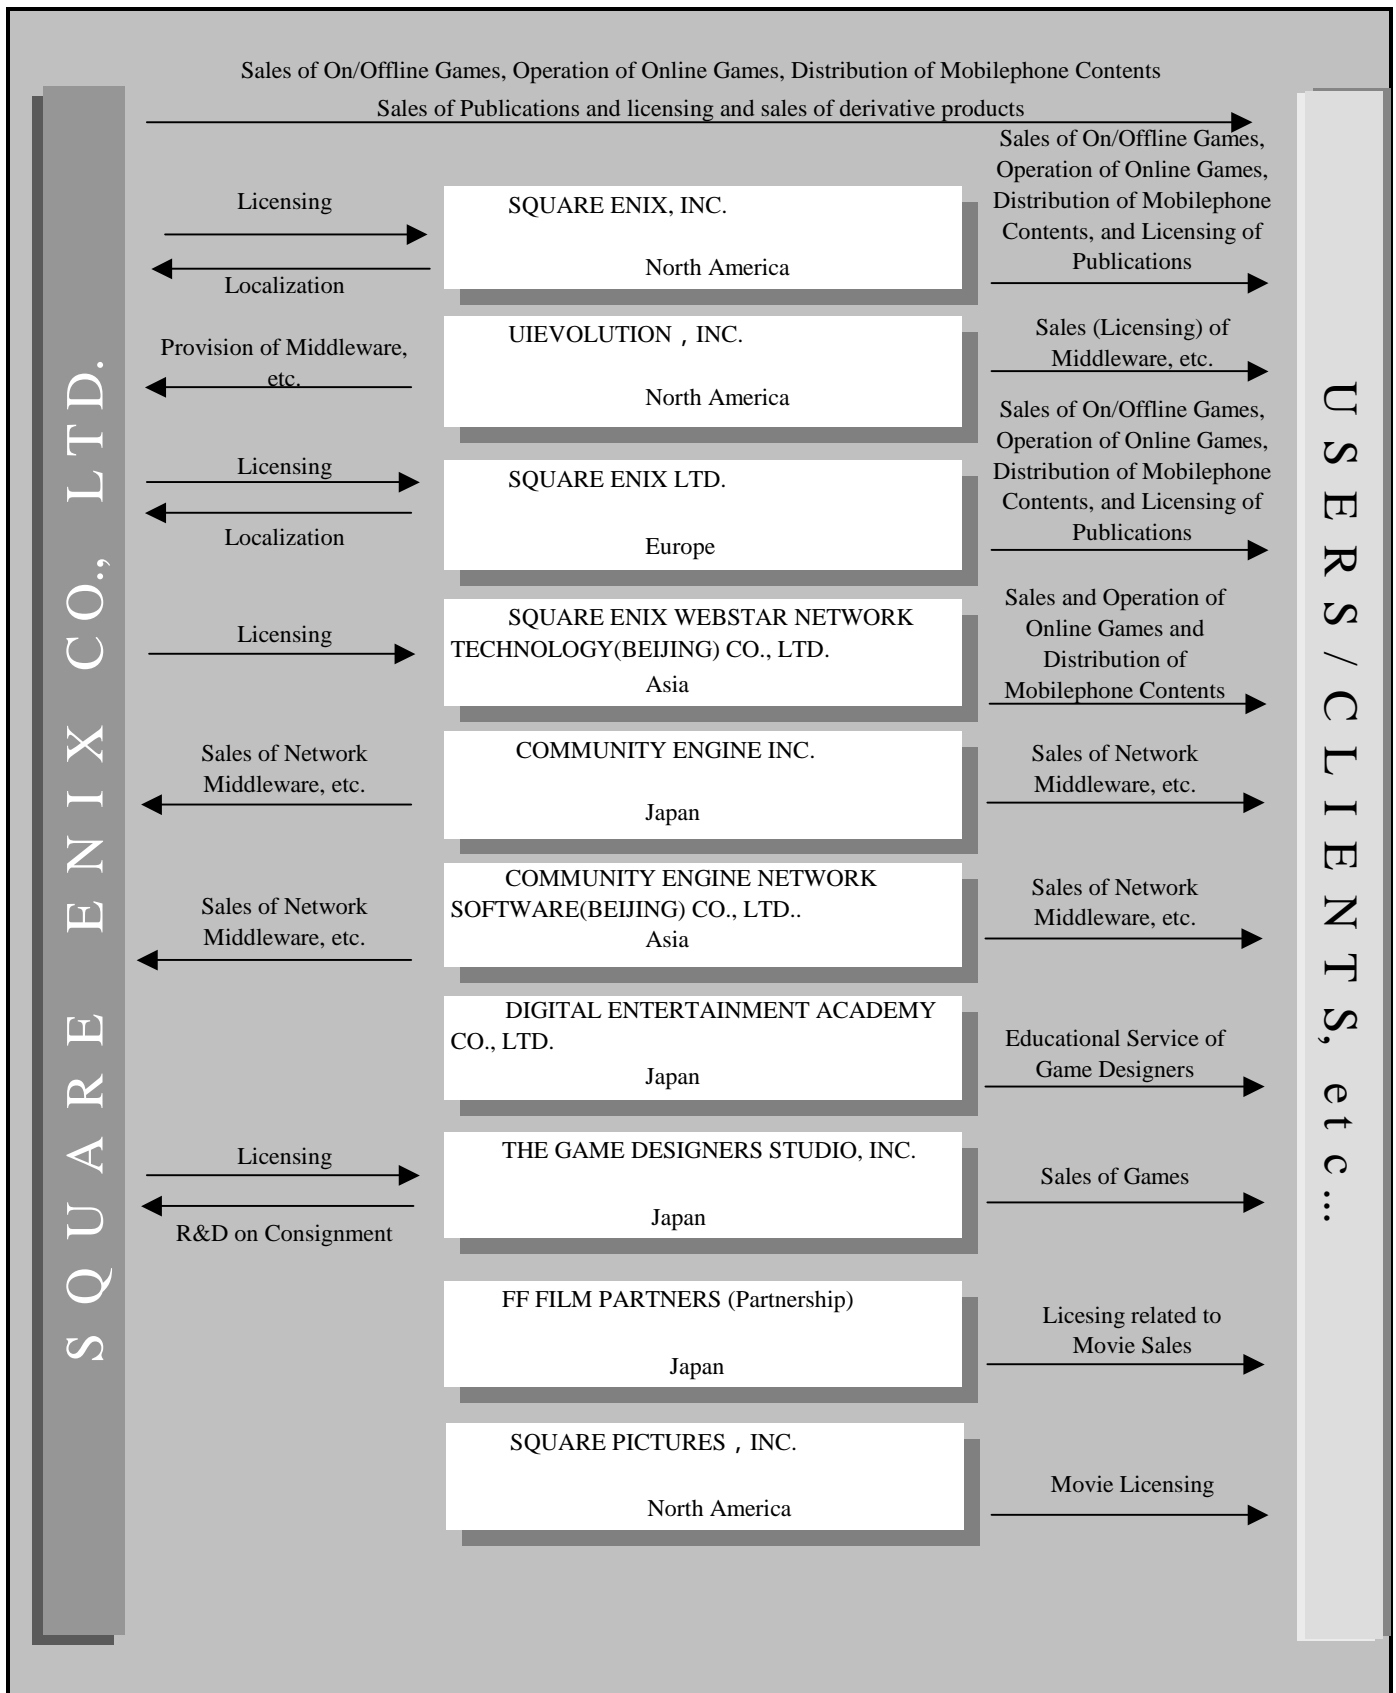 Sales of On/Offline Games, Operation of Online Games, Distribution of Mobilephone Contents
Sales of Publications and licensing and sales of derivative products
SQUARE ENIX CO., LTD.
Licensing
Localization
SQUARE ENIX, INC.
North America
Sales of On/Offline Games,
Operation of Online Games,
Distribution of Mobilephone
Contents, and Licensing of
Publications
Provision of Middleware,
etc.
UIEVOLUTION , INC.
North America
Sales (Licensing) of
Middleware, etc.
Licensing
Localization
SQUARE ENIX LTD.
Europe
Sales of On/Offline Games,
Operation of Online Games,
Distribution of Mobilephone
Contents, and Licensing of
Publications
Licensing
SQUARE ENIX WEBSTAR NETWORK
TECHNOLOGY(BEIJING) CO., LTD.
Asia
Sales and Operation of
Online Games and
Distribution of
Mobilephone Contents
Sales of Network
Middleware, etc.
COMMUNITY ENGINE INC.
Japan
Sales of Network
Middleware, etc.
Sales of Network
Middleware, etc.
COMMUNITY ENGINE NETWORK
SOFTWARE(BEIJING) CO., LTD..
Asia
Sales of Network
Middleware, etc.
DIGITAL ENTERTAINMENT ACADEMY
CO., LTD.
Japan
Educational Service of
Game Designers
Licensing
R&D on Consignment
THE GAME DESIGNERS STUDIO, INC.
Japan
Sales of Games
FF FILM PARTNERS (Partnership)
Japan
Licesing related to
Movie Sales
SQUARE PICTURES , INC.
North America
Movie Licensing
USERS/CLIENTS, etc…